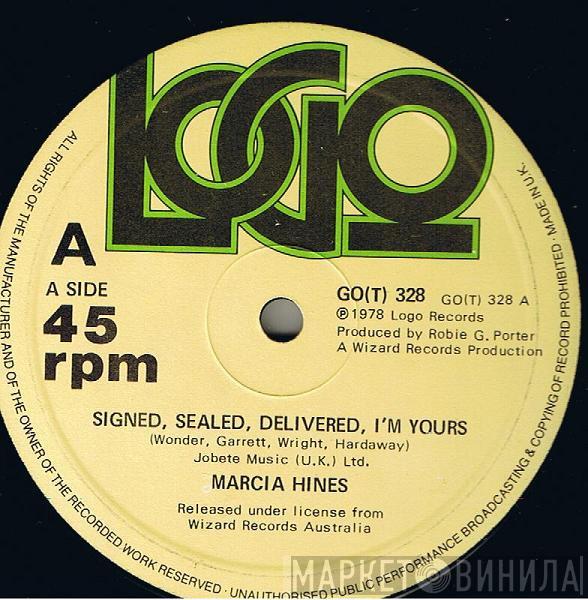 LOGO
A
A SIDE
45
rpm
GO(T) 328 GO(T) 328 A
℗ 1978 Logo Records
Produced by Robie G. Porter
A Wizard Records Production
SIGNED, SEALED, DELIVERED, I'M YOURS
(Wonder, Garrett, Wright, Hardaway)
Jobete Music (U.K.) Ltd.
MARCIA HINES
Released under license from
Wizard Records Australia
ALL RIGHTS OF THE MANUFACTURER AND OF THE OWNER OF THE RECORDED WORK RESERVED · UNAUTHORISED PUBLIC PERFORMANCE BROADCASTING & COPYING OF RECORD PROHIBITED · MADE IN U.K.
МАРКЕТ ВИНИЛА